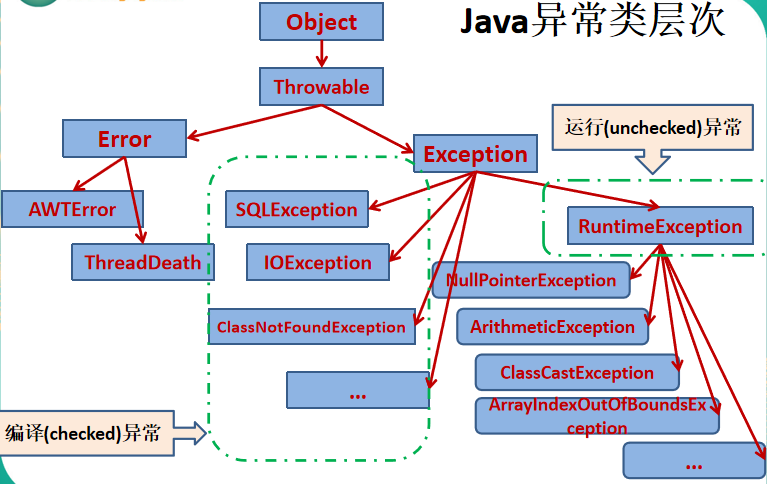 Java异常类层次
Object
Throwable
Error
Exception
运行(unchecked)异常
AWTError
ThreadDeath
SQLException
IOException
ClassNotFoundException
...
RuntimeException
NullPointerException
ArithmeticException
ClassCastException
ArrayIndexOutOfBoundsEx
ception
...
编译(checked)异常